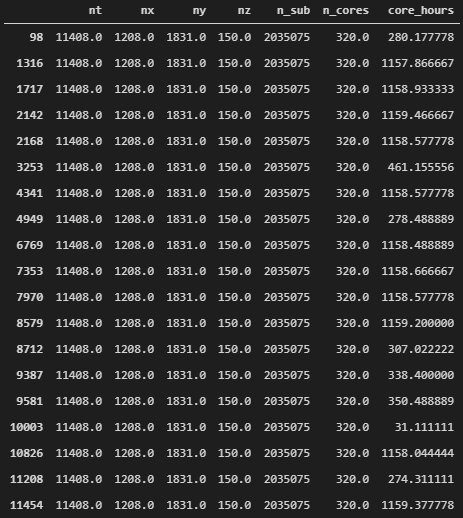 nt nx ny nz n_sub n_cores core_hours
98 11408.0 1208.0 1831.0 150.0 2035075 320.0 280.177778
1316 11408.0 1208.0 1831.0 150.0 2035075 320.0 1157.866667
1717 11408.0 1208.0 1831.0 150.0 2035075 320.0 1158.933333
2142 11408.0 1208.0 1831.0 150.0 2035075 320.0 1159.466667
2168 11408.0 1208.0 1831.0 150.0 2035075 320.0 1158.577778
3253 11408.0 1208.0 1831.0 150.0 2035075 320.0 461.155556
4341 11408.0 1208.0 1831.0 150.0 2035075 320.0 1158.577778
4949 11408.0 1208.0 1831.0 150.0 2035075 320.0 278.488889
6769 11408.0 1208.0 1831.0 150.0 2035075 320.0 1158.488889
7353 11408.0 1208.0 1831.0 150.0 2035075 320.0 1158.666667
7970 11408.0 1208.0 1831.0 150.0 2035075 320.0 1158.577778
8579 11408.0 1208.0 1831.0 150.0 2035075 320.0 1159.200000
8712 11408.0 1208.0 1831.0 150.0 2035075 320.0 307.022222
9387 11408.0 1208.0 1831.0 150.0 2035075 320.0 338.400000
9581 11408.0 1208.0 1831.0 150.0 2035075 320.0 350.488889
10003 11408.0 1208.0 1831.0 150.0 2035075 320.0 31.111111
10826 11408.0 1208.0 1831.0 150.0 2035075 320.0 1158.044444
11208 11408.0 1208.0 1831.0 150.0 2035075 320.0 274.311111
11454 11408.0 1208.0 1831.0 150.0 2035075 320.0 1159.377778